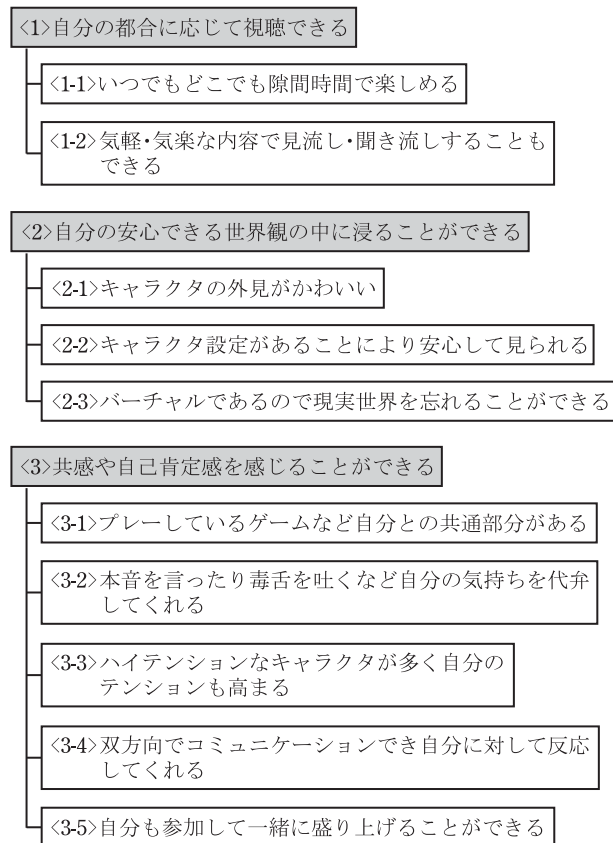 <1>自分の都合に応じて視聴できる
<1-1>いつでもどこでも隙間時間で楽しめる
<1-2>気軽・気楽な内容で見流し・聞き流しすることも
できる
<2>自分の安心できる世界観の中に浸ることができる
<2-1>キャラクタの外見がかわいい
<2-2>キャラクタ設定があることにより安心して見られる
<2-3>バーチャルであるので現実世界を忘れることができる
<3>共感や自己肯定感を感じることができる
<3-1>プレーしているゲームなど自分との共通部分がある
<3-2>本音を言ったり毒舌を吐くなど自分の気持ちを代弁
してくれる
<3-3>ハイテンションなキャラクタが多く自分の
テンションも高まる
<3-4>双方向でコミュニケーションでき自分に対して反応
してくれる
<3-5>自分も参加して一緒に盛り上げることができる